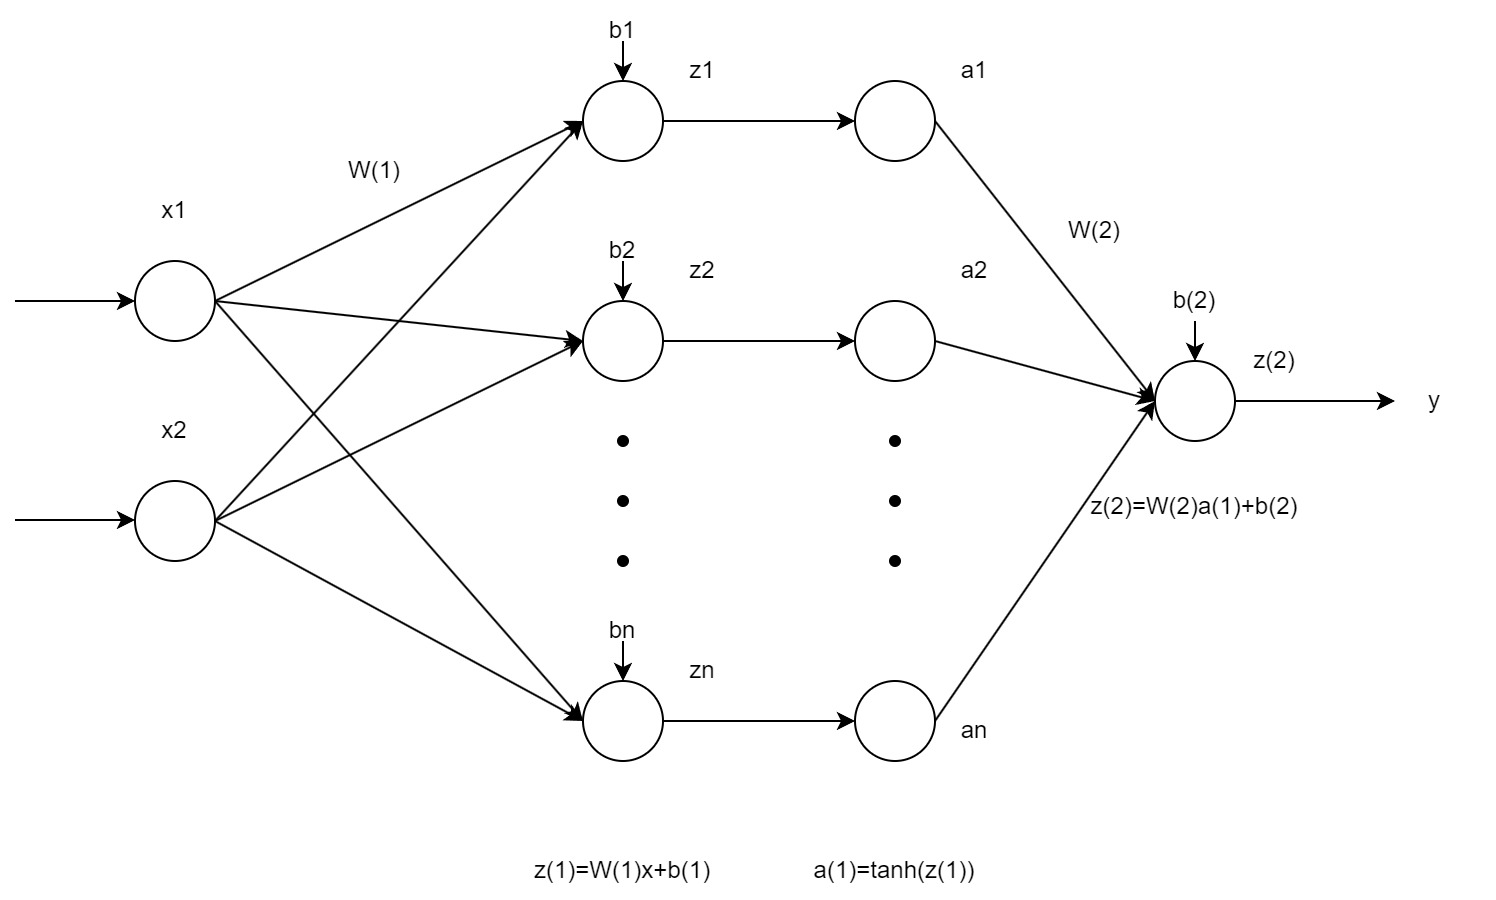 b1
z1
a1
W(1)
x1
W(2)
b2
z2
a2
b(2)
z(2)
y
x2
z(2)=W(2)a(1)+b(2)
bn
zn
an
z(1)=W(1)x+b(1)
a(1)=tanh(z(1))